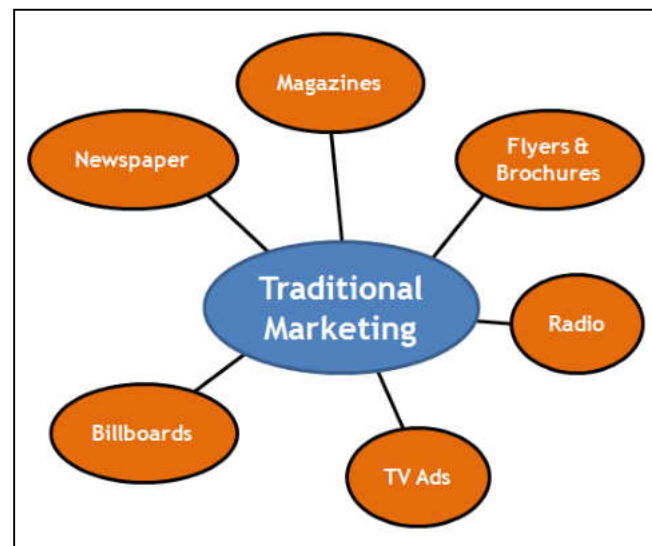 Magazines
Newspaper
Flyers &
Brochures
Traditional
Marketing
Radio
Billboards
TV Ads